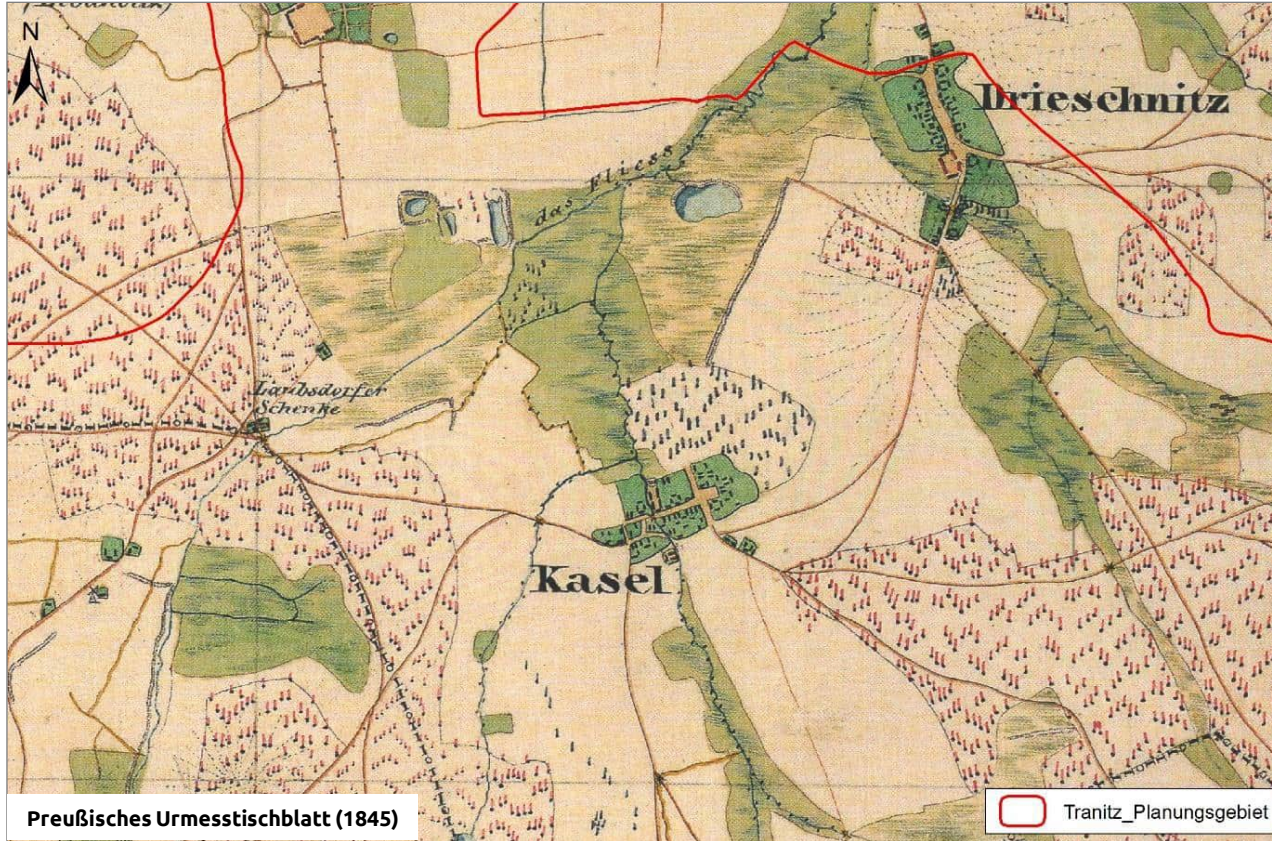 N
Drieschnitz
das Fliess
Laubsdorfer
Schenke
Kasel
Preußisches Urmesstischblatt (1845)
Tranitz_Planungsgebiet